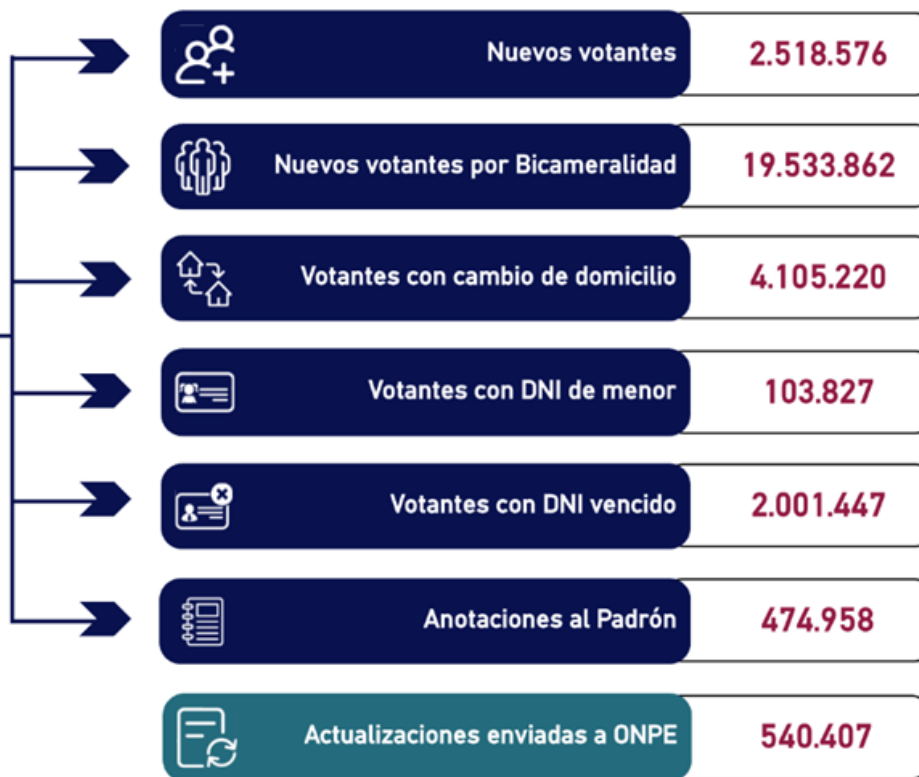 Nuevos votantes 2.518.576
Nuevos votantes por Bicameralidad 19.533.862
Votantes con cambio de domicilio 4.105.220
Votantes con DNI de menor 103.827
Votantes con DNI vencido 2.001.447
Anotaciones al Padrón 474.958
Actualizaciones enviadas a ONPE 540.407